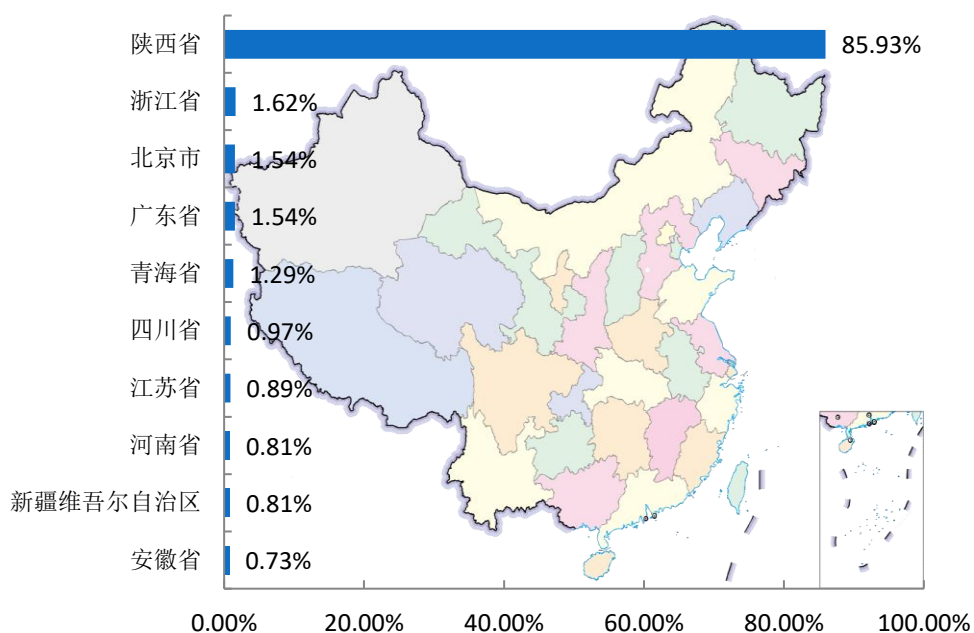 陕西省 85.93%
浙江省 1.62%
北京市 1.54%
广东省 1.54%
青海省 1.29%
四川省 0.97%
江苏省 0.89%
河南省 0.81%
新疆维吾尔自治区 0.81%
安徽省 0.73%
0.00% 20.00% 40.00% 60.00% 80.00% 100.00%